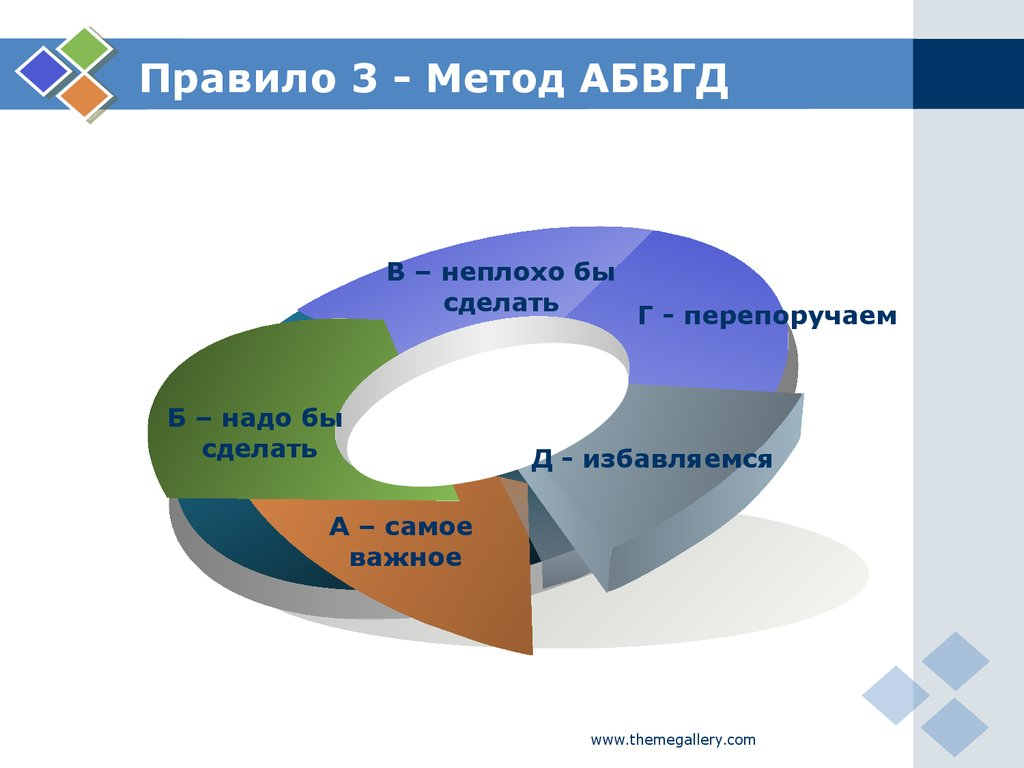 Правило 3 - Метод АБВГД
В – неплохо бы
сделать
Г - перепоручаем
Б – надо бы
сделать
Д - избавляемся
А – самое
важное
www.themegallery.com